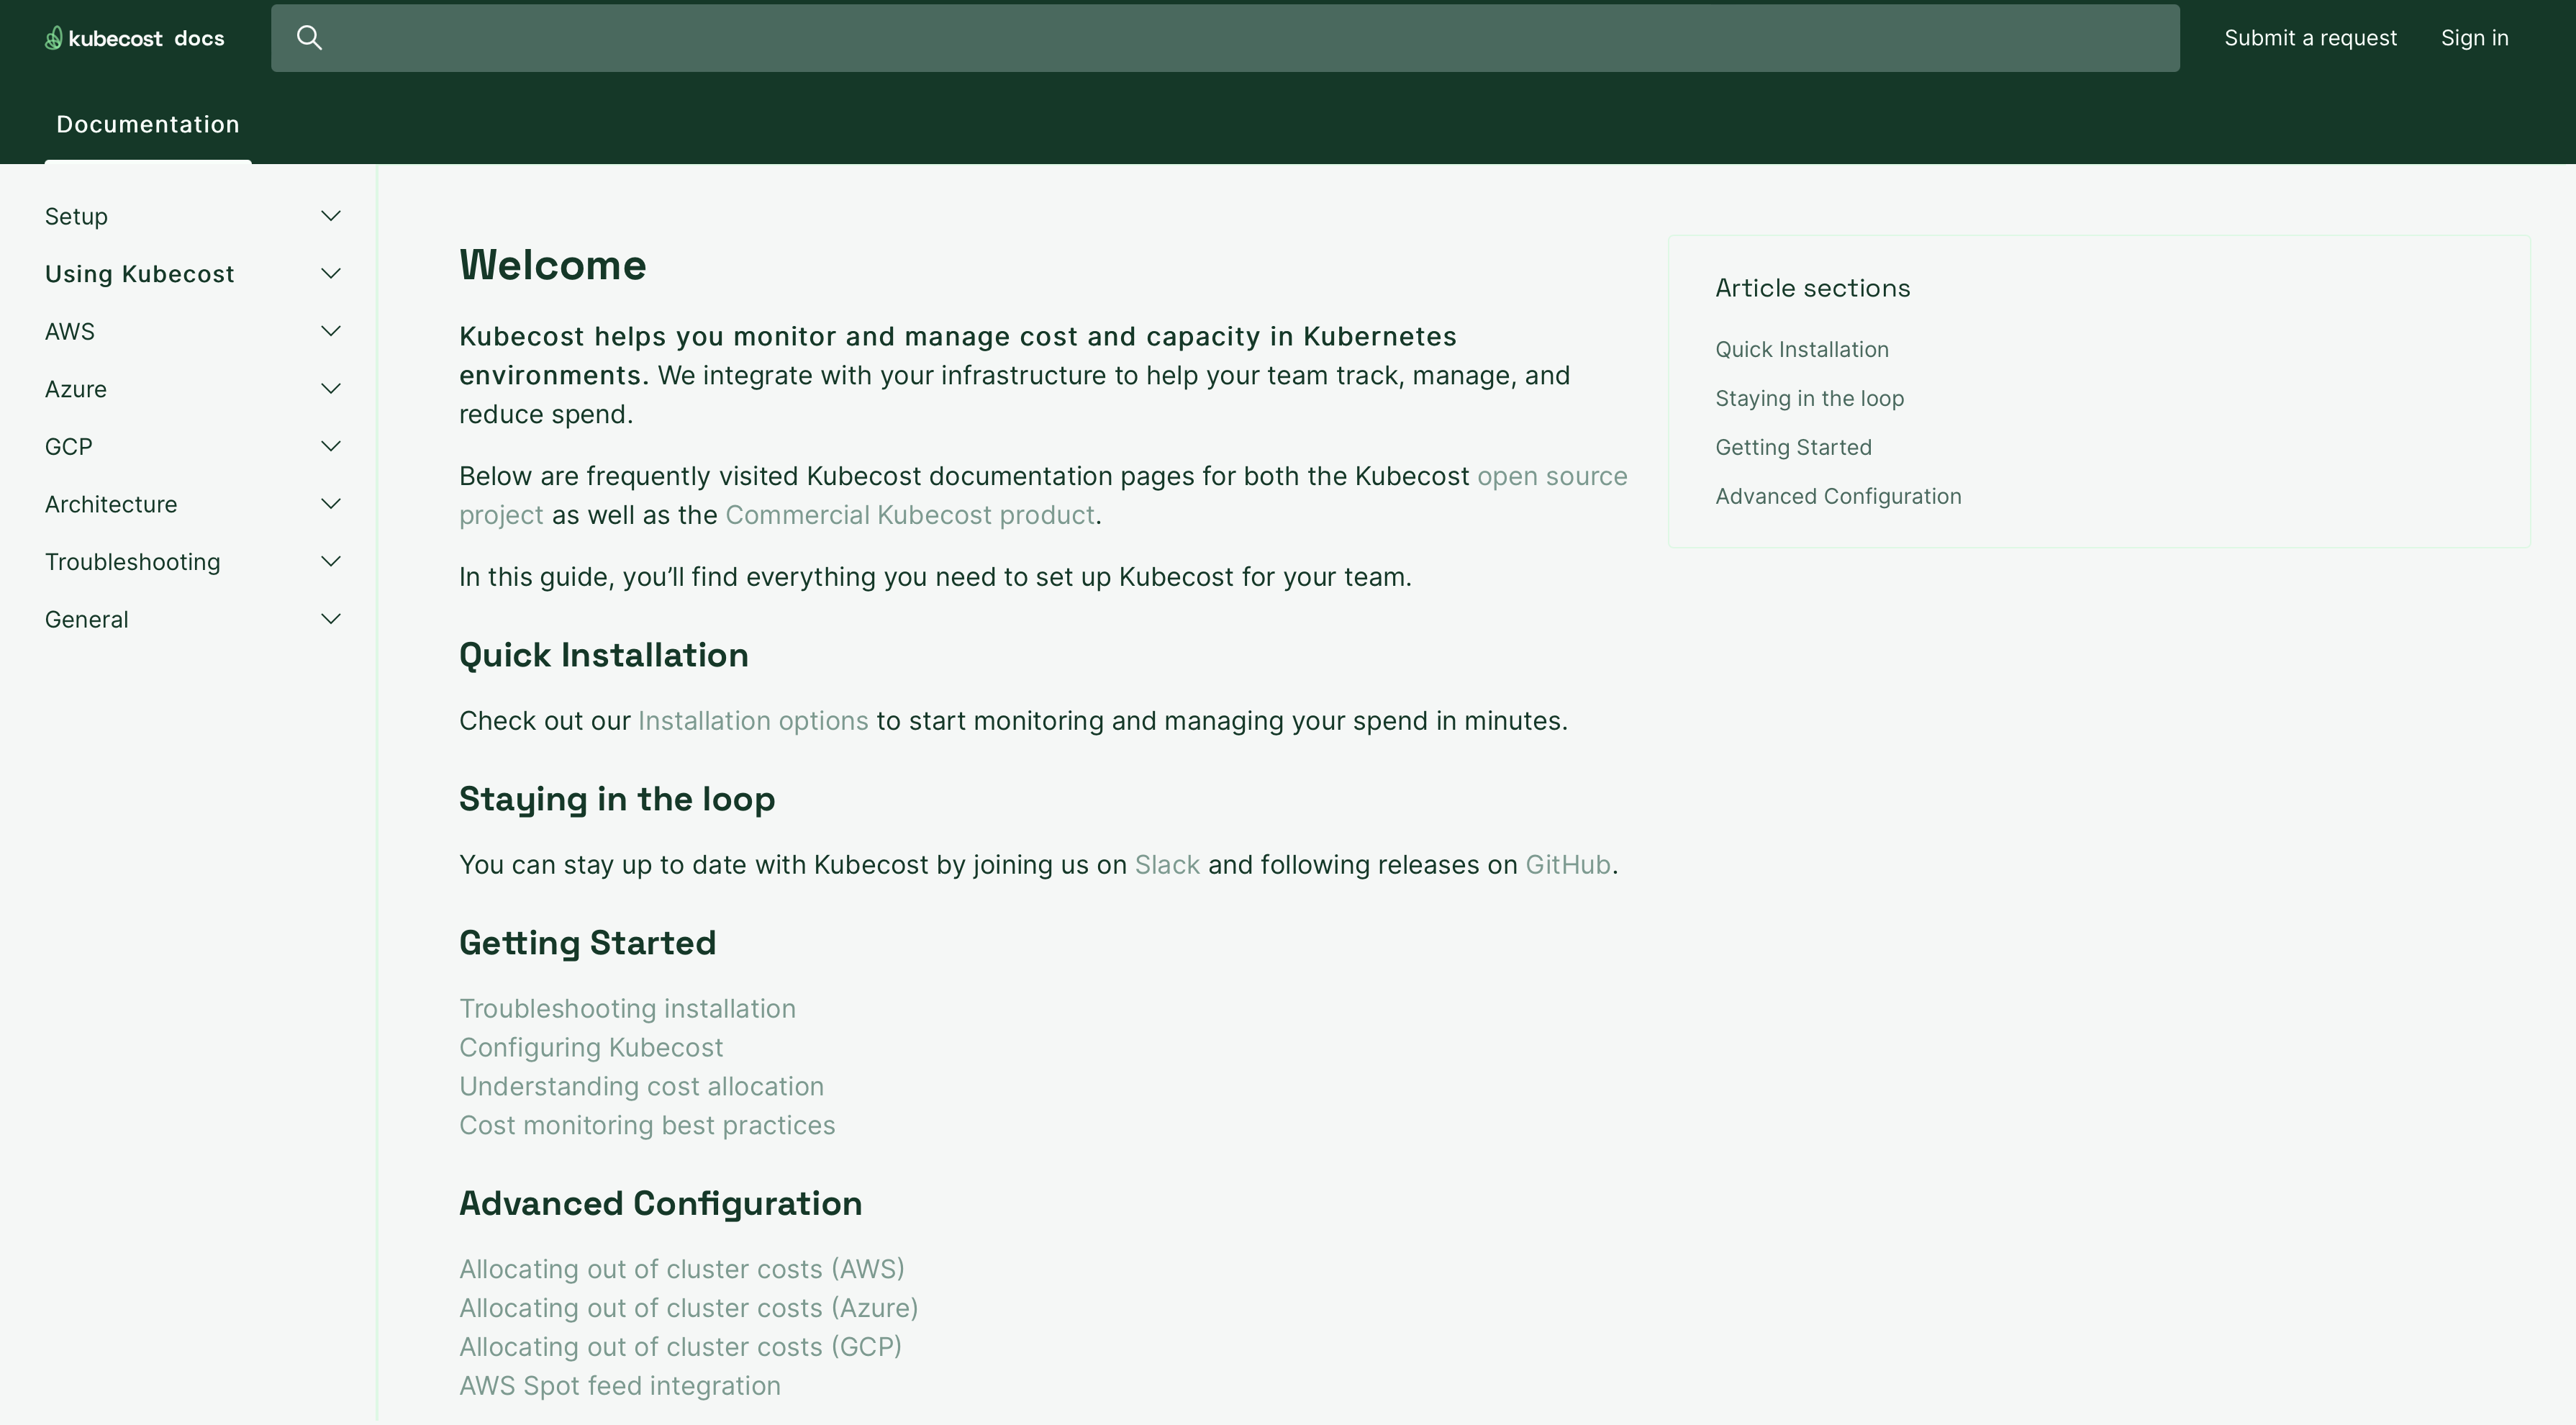 kubecost docs
Submit a request
Sign in
Documentation
Setup
Using Kubecost
AWS
Azure
GCP
Architecture
Troubleshooting
General
Welcome
Kubecost helps you monitor and manage cost and capacity in Kubernetes
environments. We integrate with your infrastructure to help your team track, manage, and
reduce spend.
Below are frequently visited Kubecost documentation pages for both the Kubecost open source
project as well as the Commercial Kubecost product.
In this guide, you’ll find everything you need to set up Kubecost for your team.
Quick Installation
Check out our Installation options to start monitoring and managing your spend in minutes.
Staying in the loop
You can stay up to date with Kubecost by joining us on Slack and following releases on GitHub.
Getting Started
Troubleshooting installation
Configuring Kubecost
Understanding cost allocation
Cost monitoring best practices
Advanced Configuration
Allocating out of cluster costs (AWS)
Allocating out of cluster costs (Azure)
Allocating out of cluster costs (GCP)
AWS Spot feed integration
Article sections
Quick Installation
Staying in the loop
Getting Started
Advanced Configuration